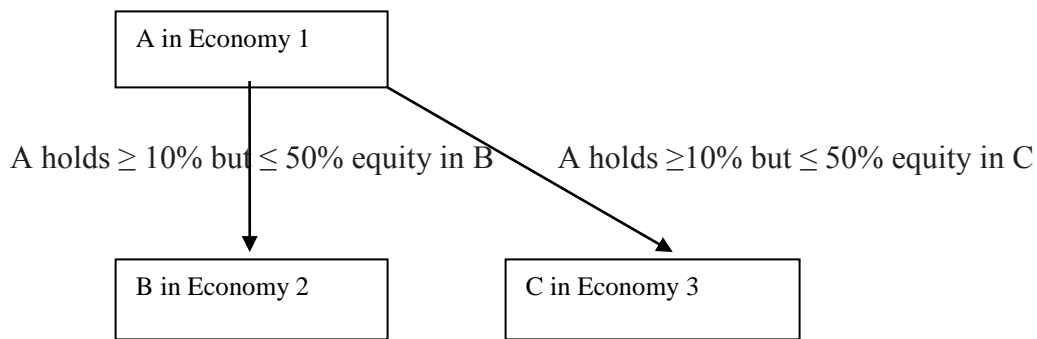 A in Economy 1
A holds ≥ 10% but ≤ 50% equity in B
A holds ≥10% but ≤ 50% equity in C
B in Economy 2
C in Economy 3